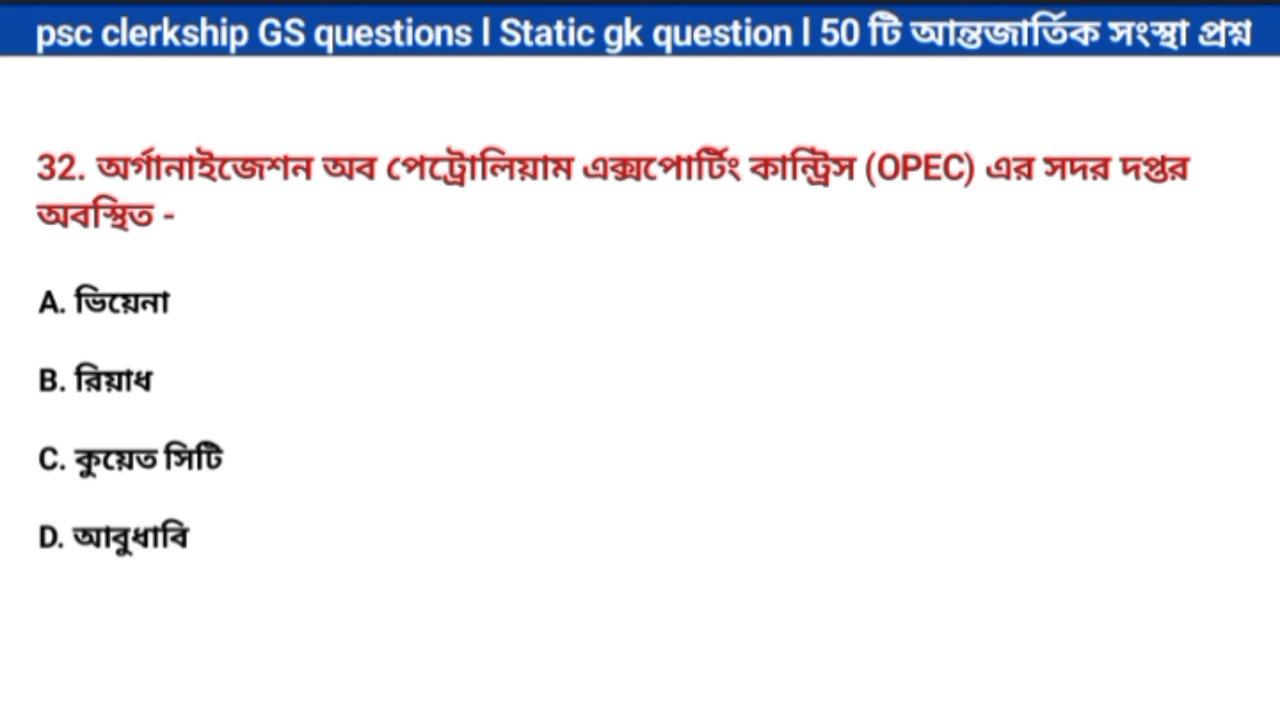 psc clerkship GS questions l Static gk question l 50 টি আন্তজার্তিক সংস্থা প্রশ্ন
32. অর্গানাইজেশন অব পেট্রোলিয়াম এক্সপোর্টিং কান্ট্রিস (OPEC) এর সদর দপ্তর
অবস্থিত -
A. ভিয়েনা
B. রিয়াধ
C. কুয়েত সিটি
D. আবুধাবি